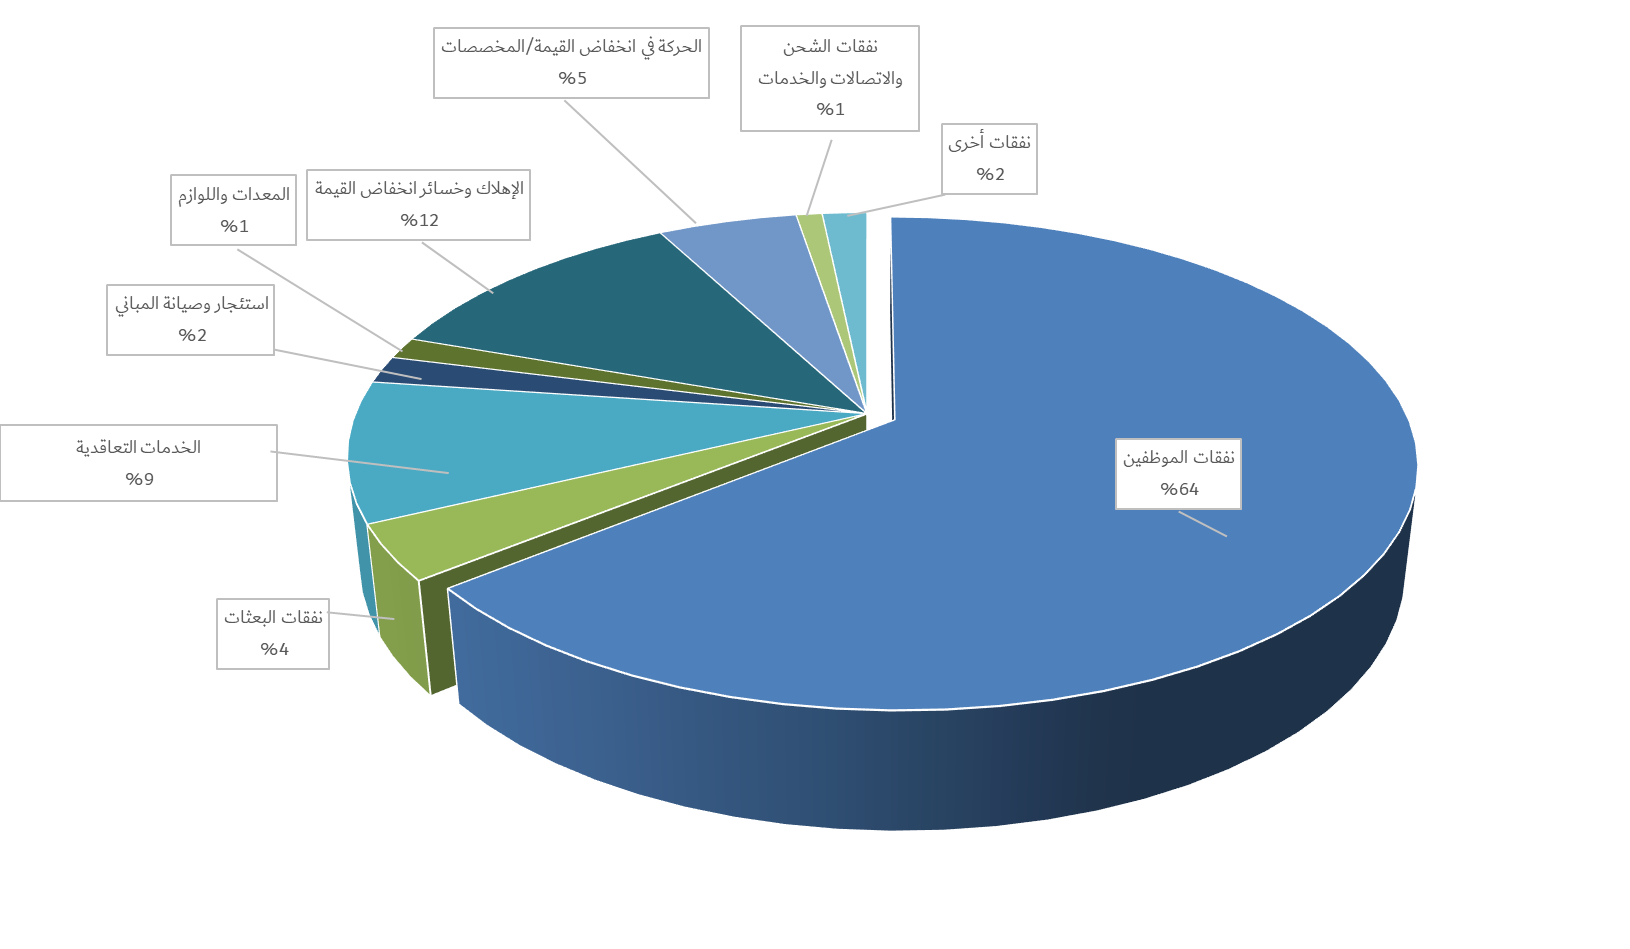 الحركة في انخفاض القيمة/المخصصات
%5
نفقات الشحن
والاتصالات والخدمات
%1
نفقات أخرى
%2
الإهلاك وخسائر انخفاض القيمة
%12
المعدات واللوازم
%1
استئجار وصيانة المباني
%2
الخدمات التعاقدية
%9
نفقات الموظفين
%64
نفقات البعثات
%4